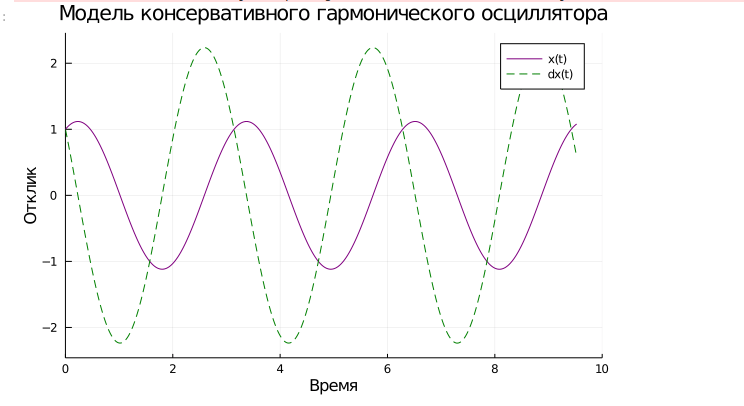 Модель консервативного гармонического осциллятора
:
x(t)
dx(t)
2
1
0
−1
−2
Отклик
0 2 4 6 8 10
Время